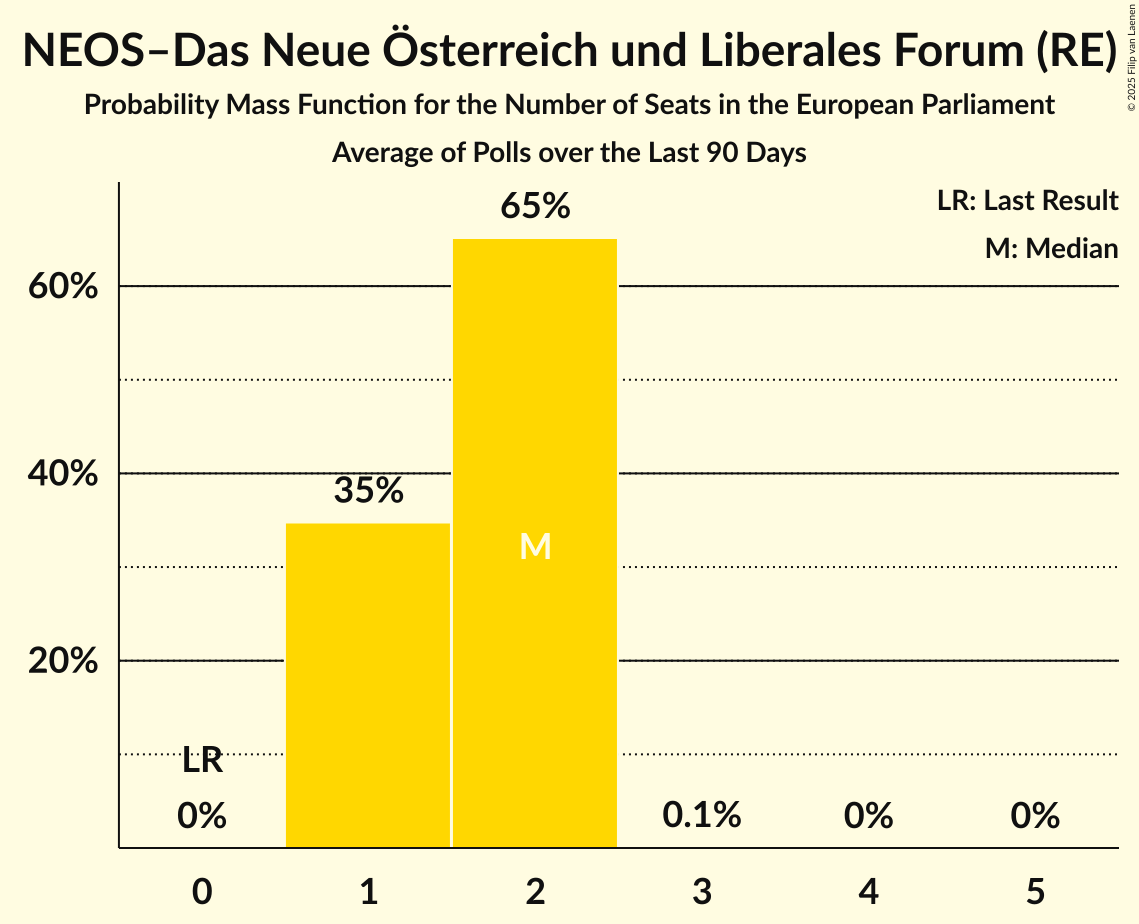 NEOS–Das Neue Österreich und Liberales Forum (RE)
Probability Mass Function for the Number of Seats in the European Parliament
Average of Polls over the Last 90 Days
© 2025 Filip van Laenen
LR: Last Result
M: Median
65%
60%
40%
35%
M
20%
LR
0%
0.1%
0%
0%
0 1 2 3 4 5